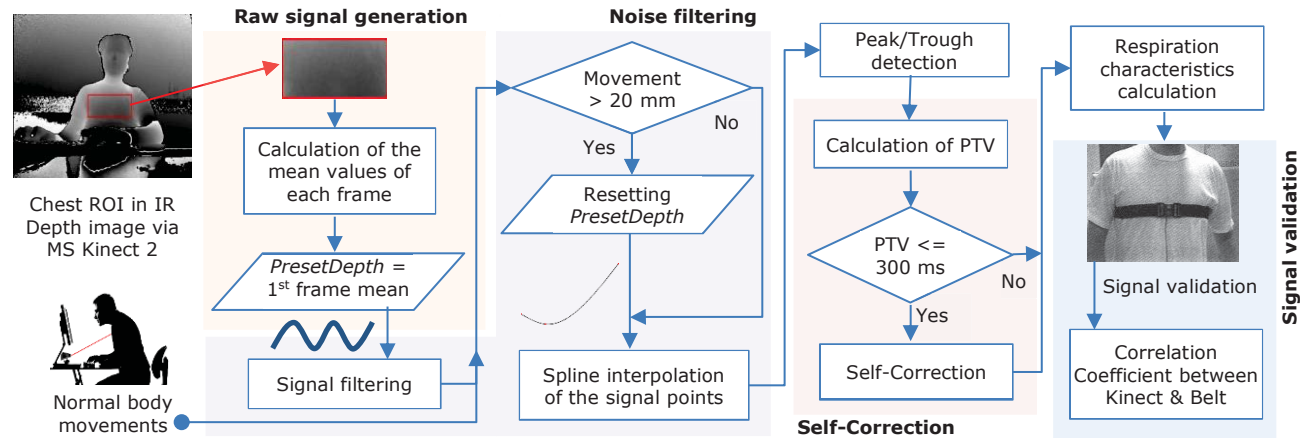 Raw signal generation
Noise filtering
Chest ROI in IR
Depth image via
MS Kinect 2
Normal body
movements
Calculation of the
mean values of
each frame
PresetDepth =
1st frame mean
Signal filtering
Movement
> 20 mm
No
Yes
Resetting
PresetDepth
Spline interpolation
of the signal points
Peak/Trough
detection
Calculation of PTV
PTV <=
300 ms
No
Yes
Self-Correction
Self-Correction
Respiration
characteristics
calculation
Signal validation
Correlation
Coefficient between
Kinect & Belt
Signal validation